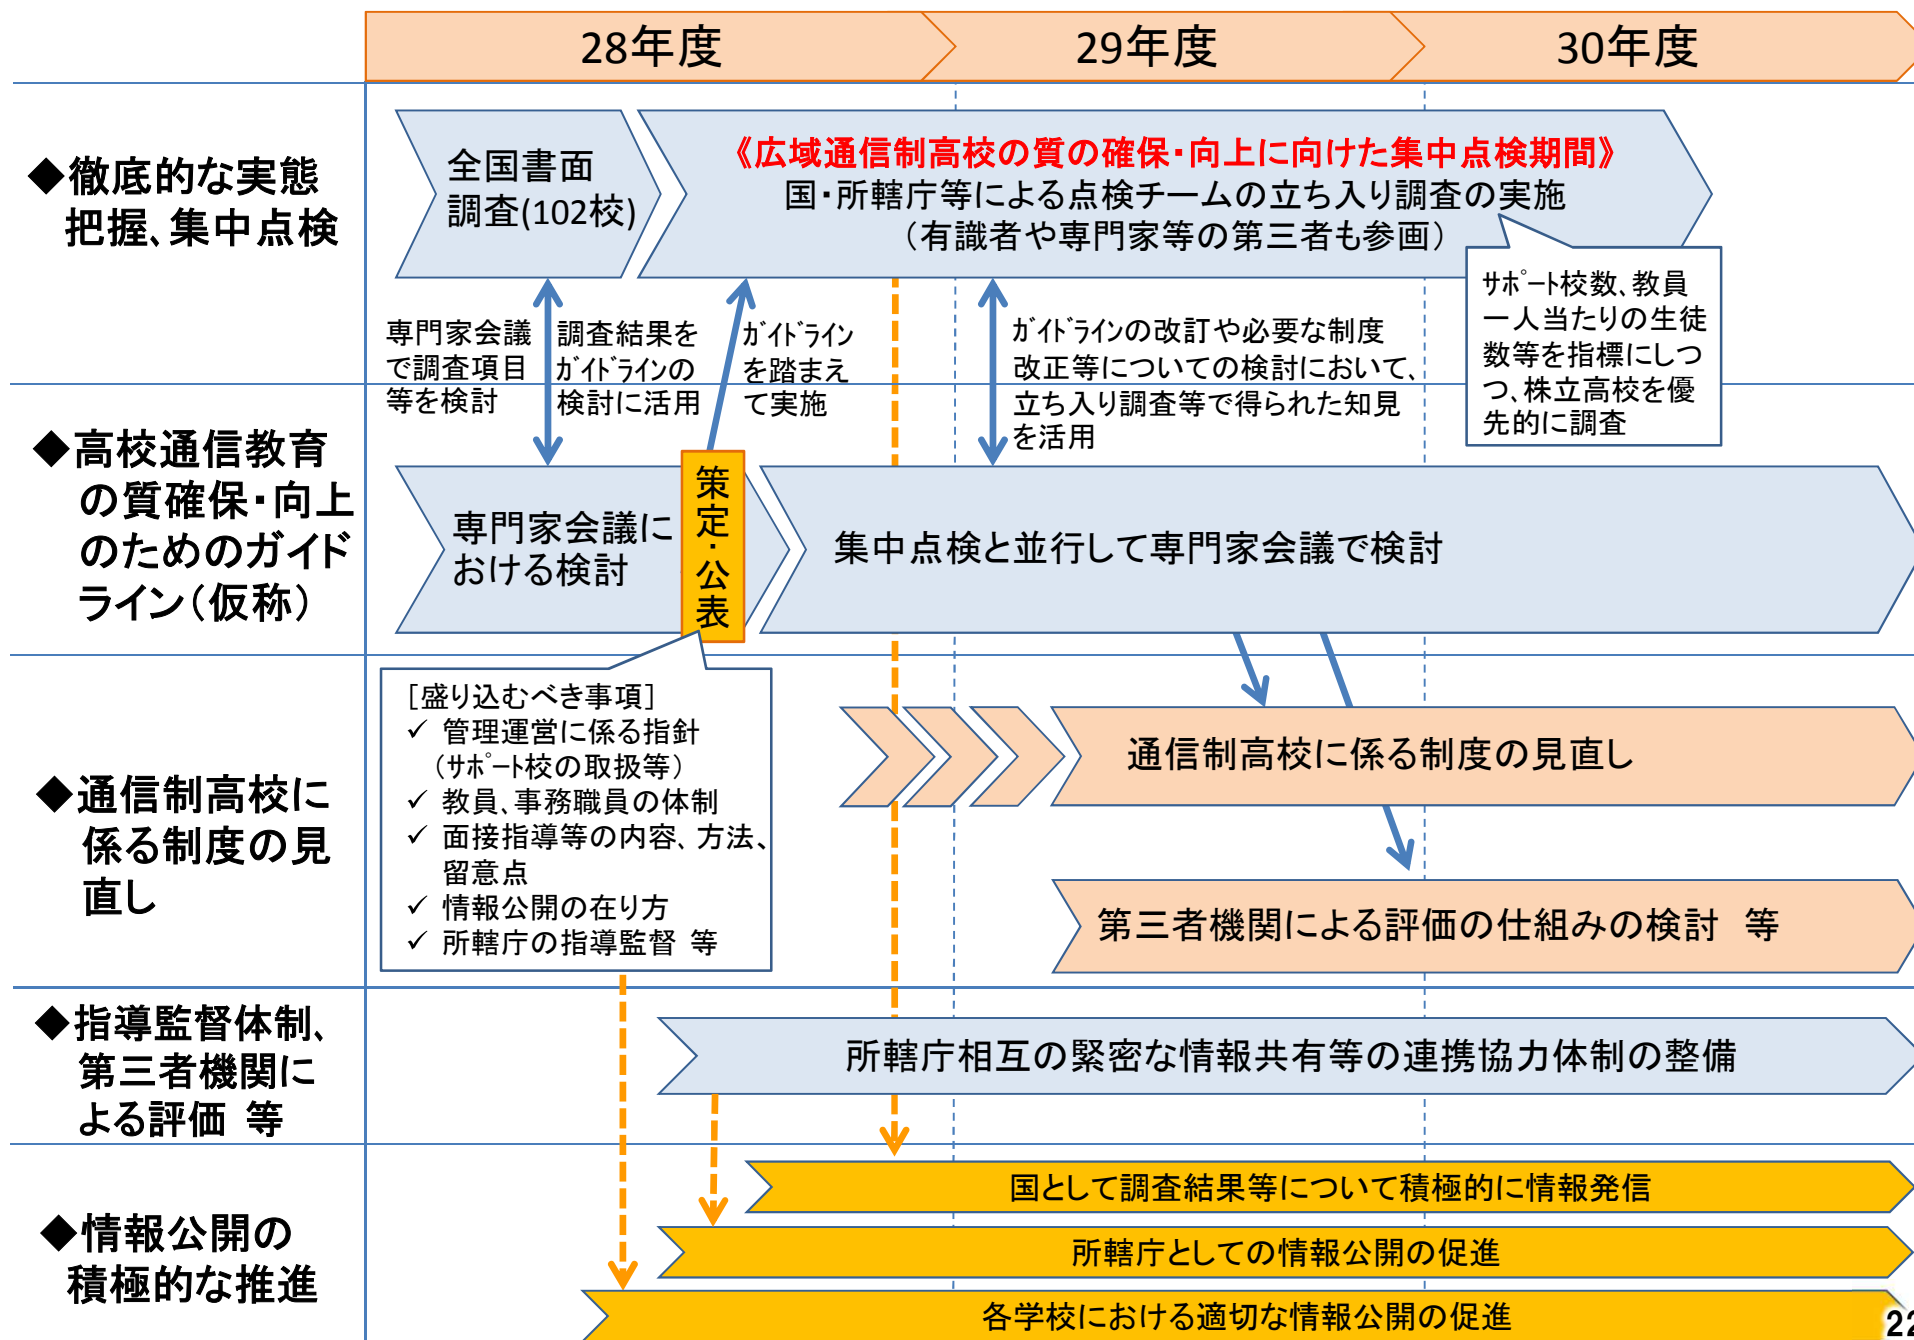 28年度
29年度
30年度
◆徹底的な実態
把握、集中点検
全国書面
調査(102校)
《広域通信制高校の質の確保・向上に向けた集中点検期間》
国・所轄庁等による点検チームの立ち入り調査の実施
（有識者や専門家等の第三者も参画）
ｻﾎﾟｰﾄ校数、教員
一人当たりの生徒
数等を指標にしつ
つ、株立高校を優
先的に調査
専門家会議
で調査項目
等を検討
調査結果を
ｶﾞｲﾄﾞﾗｲﾝの
検討に活用
ｶﾞｲﾄﾞﾗｲﾝ
を踏まえ
て実施
ｶﾞｲﾄﾞﾗｲﾝの改訂や必要な制度
改正等についての検討において、
立ち入り調査等で得られた知見
を活用
◆高校通信教育
の質確保・向上
のためのガイド
ライン（仮称）
専門家会議に
おける検討
策定・公表
集中点検と並行して専門家会議で検討
［盛り込むべき事項］
✓ 管理運営に係る指針
（ｻﾎﾟｰﾄ校の取扱等）
✓ 教員、事務職員の体制
✓ 面接指導等の内容、方法、
留意点
✓ 情報公開の在り方
✓ 所轄庁の指導監督 等
◆通信制高校に
係る制度の見
直し
通信制高校に係る制度の見直し
第三者機関による評価の仕組みの検討 等
◆指導監督体制、
第三者機関に
よる評価 等
所轄庁相互の緊密な情報共有等の連携協力体制の整備
◆情報公開の
積極的な推進
国として調査結果等について積極的に情報発信
所轄庁としての情報公開の促進
各学校における適切な情報公開の促進
22